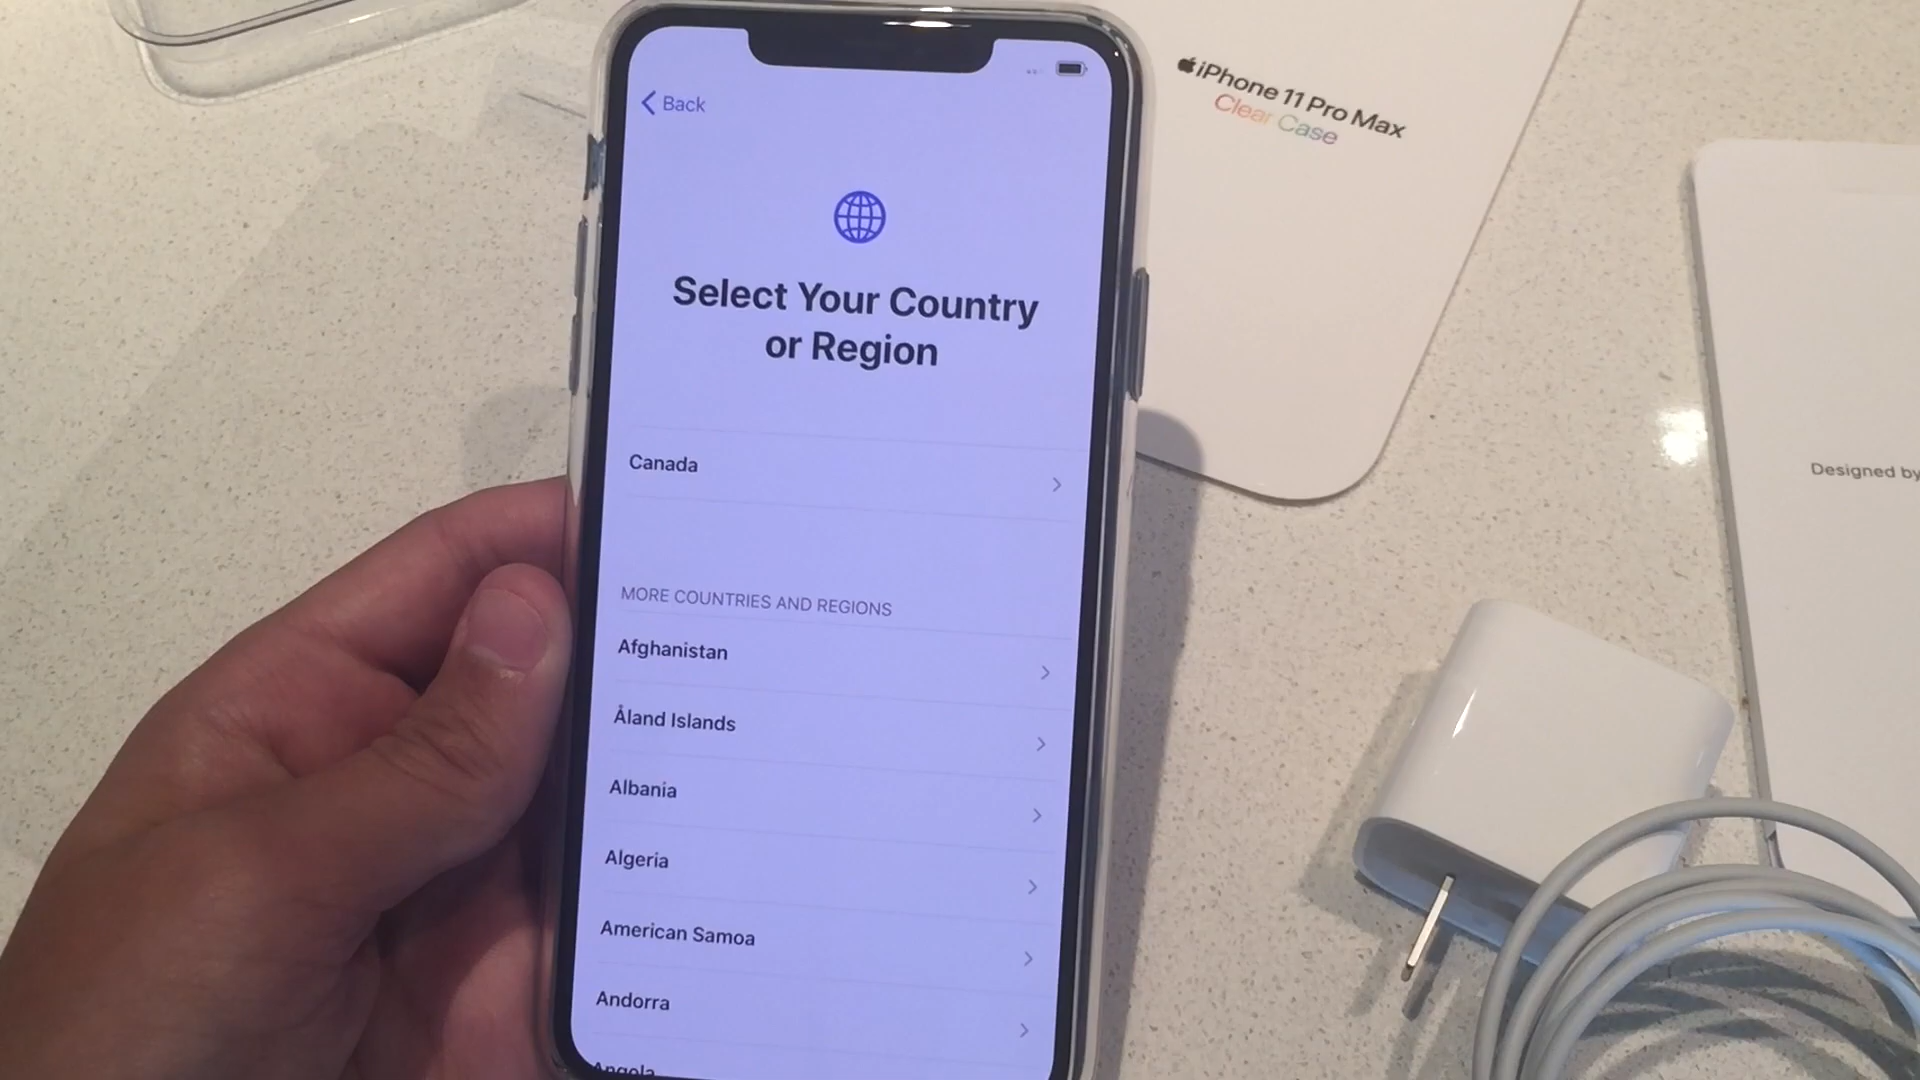 Back
Select Your Country
or Region
Canada
MORE COUNTRIES AND REGIONS
Afghanistan
Åland Islands
Albania
Algeria
American Samoa
Andorra
Angola
iPhone 11 Pro Max
Clear Case
Designed by